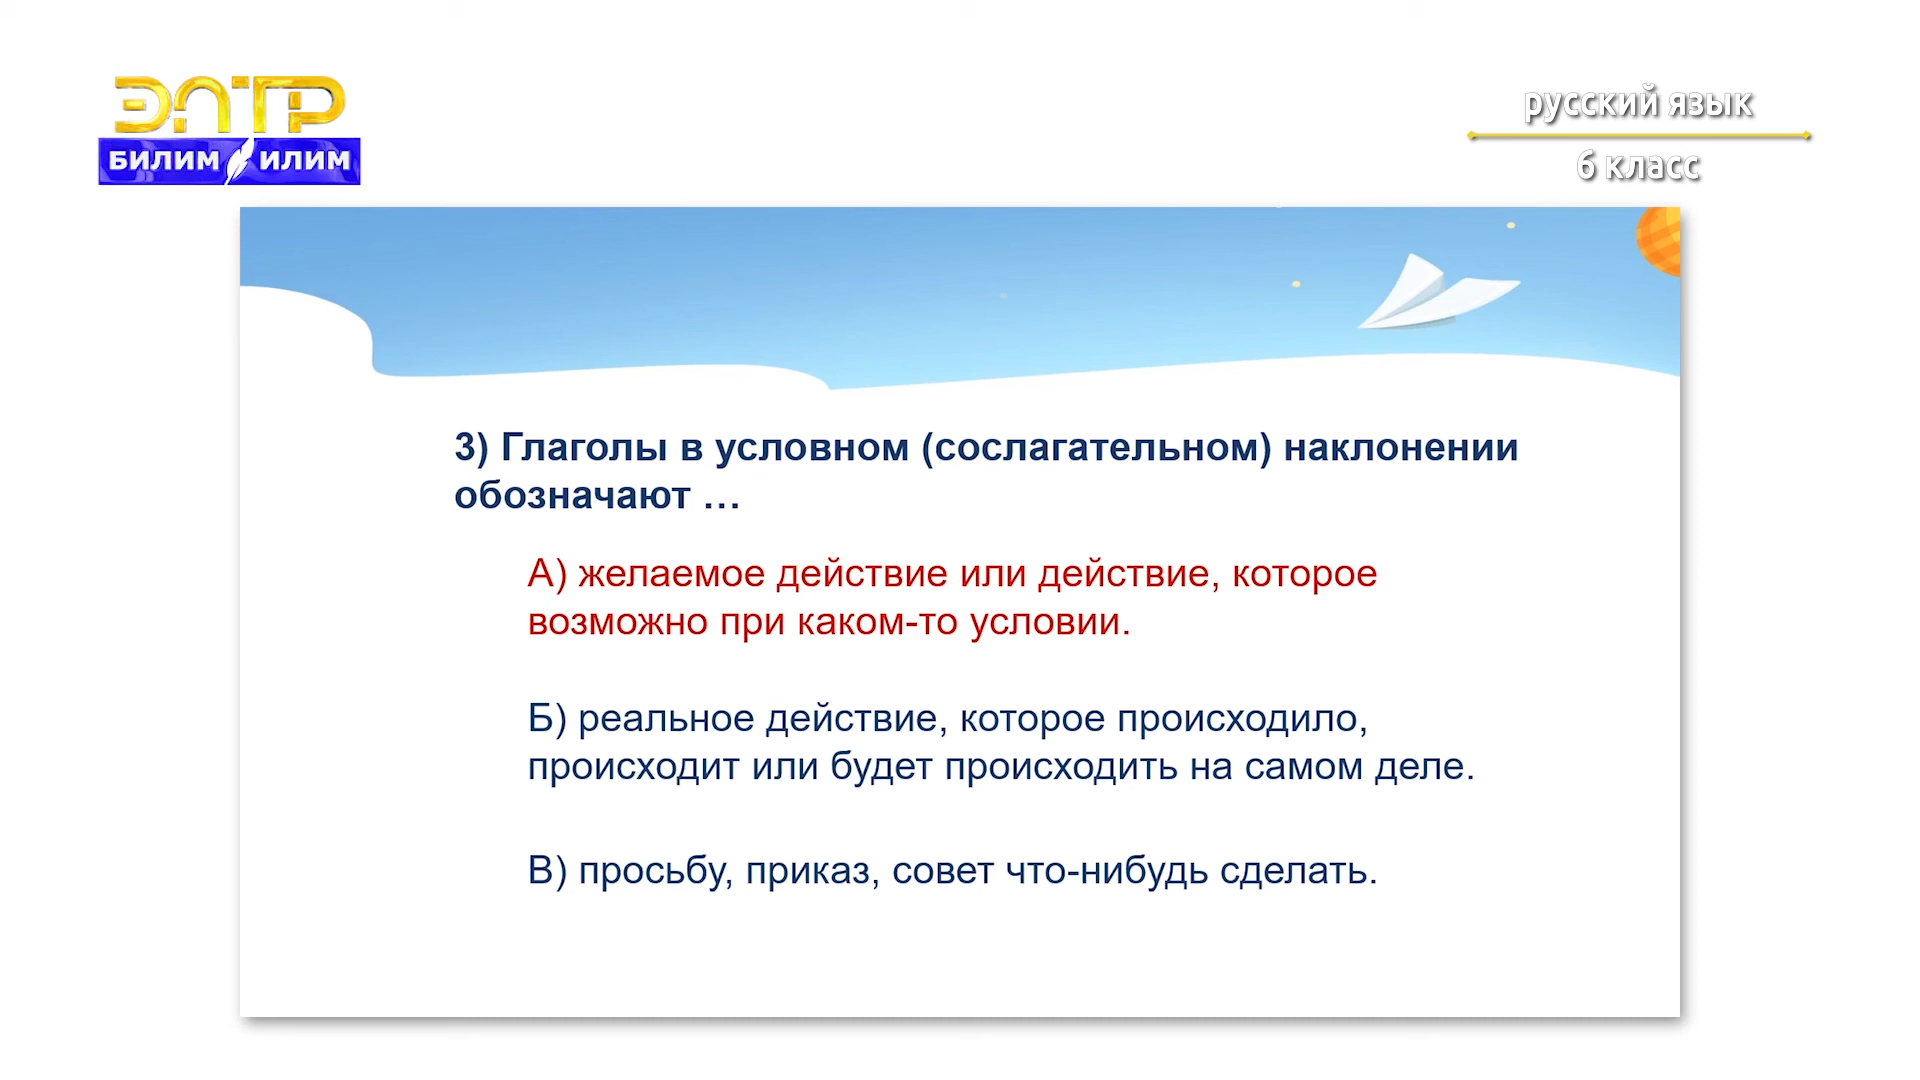 ЭЛТР
БИЛИМ ИЛИМ
русский язык
6 класс
3) Глаголы в условном (сослагательном) наклонении
обозначают …
А) желаемое действие или действие, которое
возможно при каком-то условии.
Б) реальное действие, которое происходило,
происходит или будет происходить на самом деле.
В) просьбу, приказ, совет что-нибудь сделать.